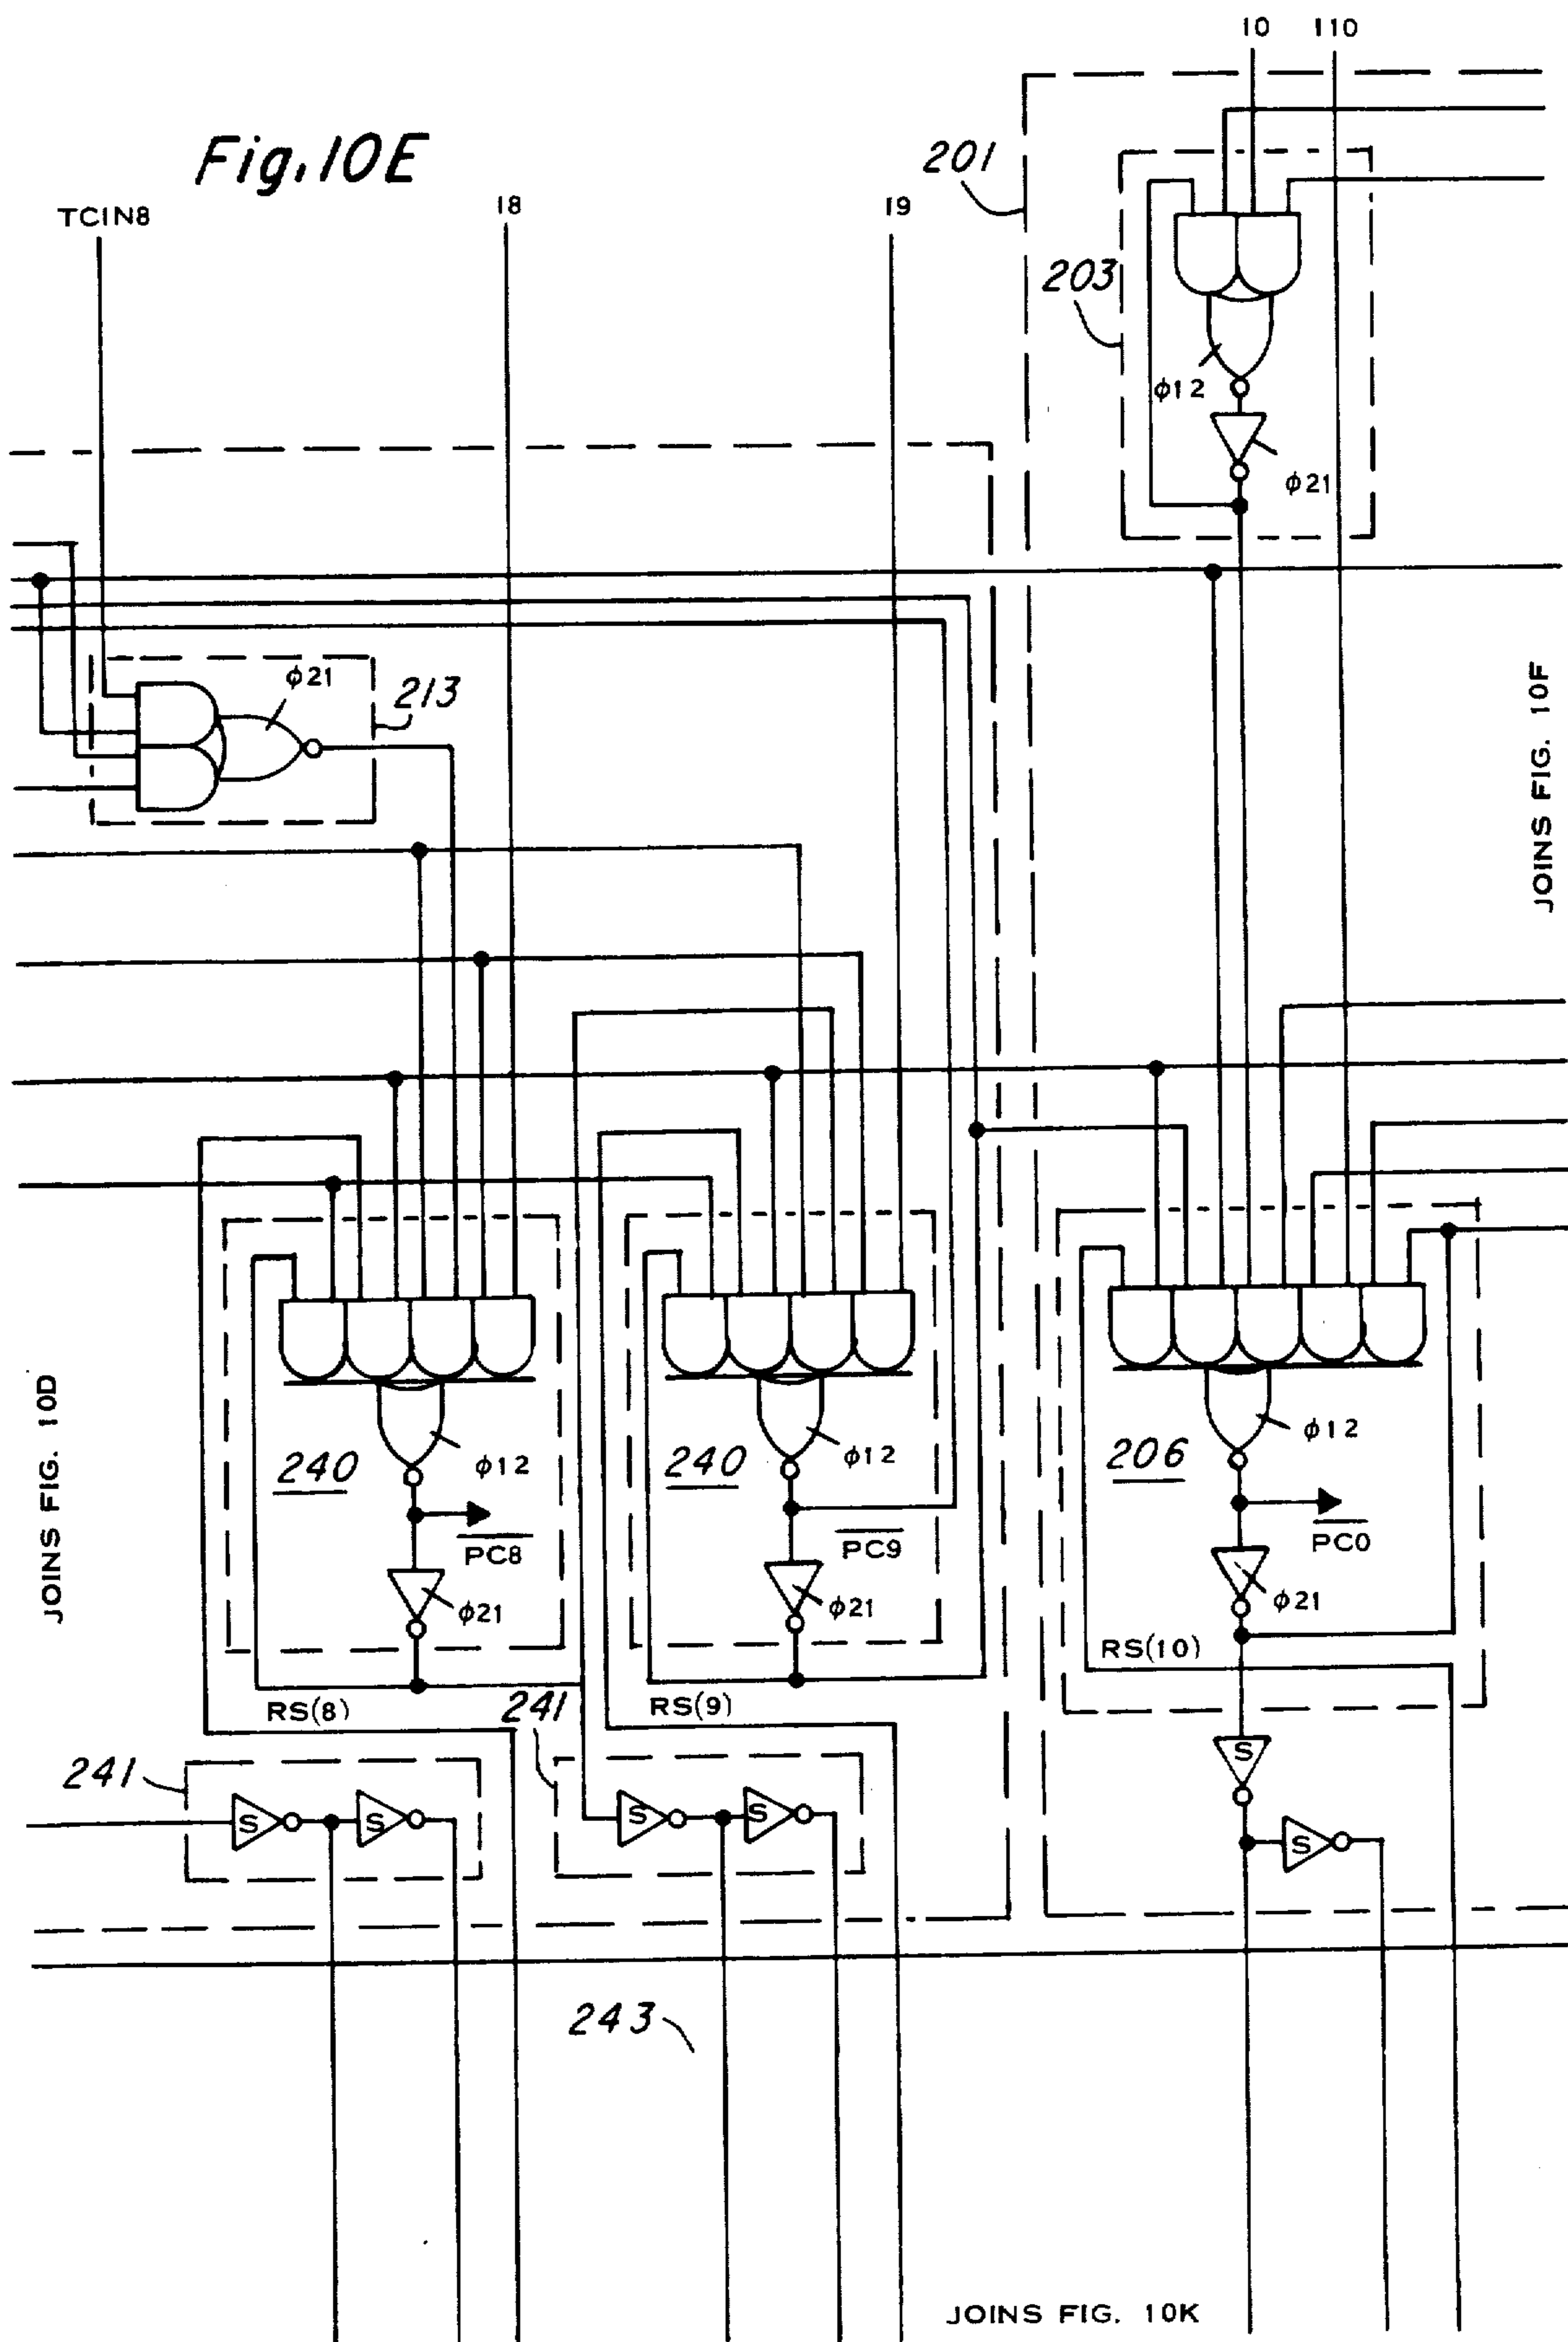 10 110
Fig. 10E
201
TCIN8
18
19
203
φ12
φ21
φ21
213
JOINS FIG. 10F
JOINS FIG. 10D
240
φ12
240
φ12
206
φ12
PC8
PC9
PC0
φ21
φ21
φ21
RS(10)
RS(8)
241
RS(9)
241
S
S
S
S
S
S
243
JOINS FIG. 10K